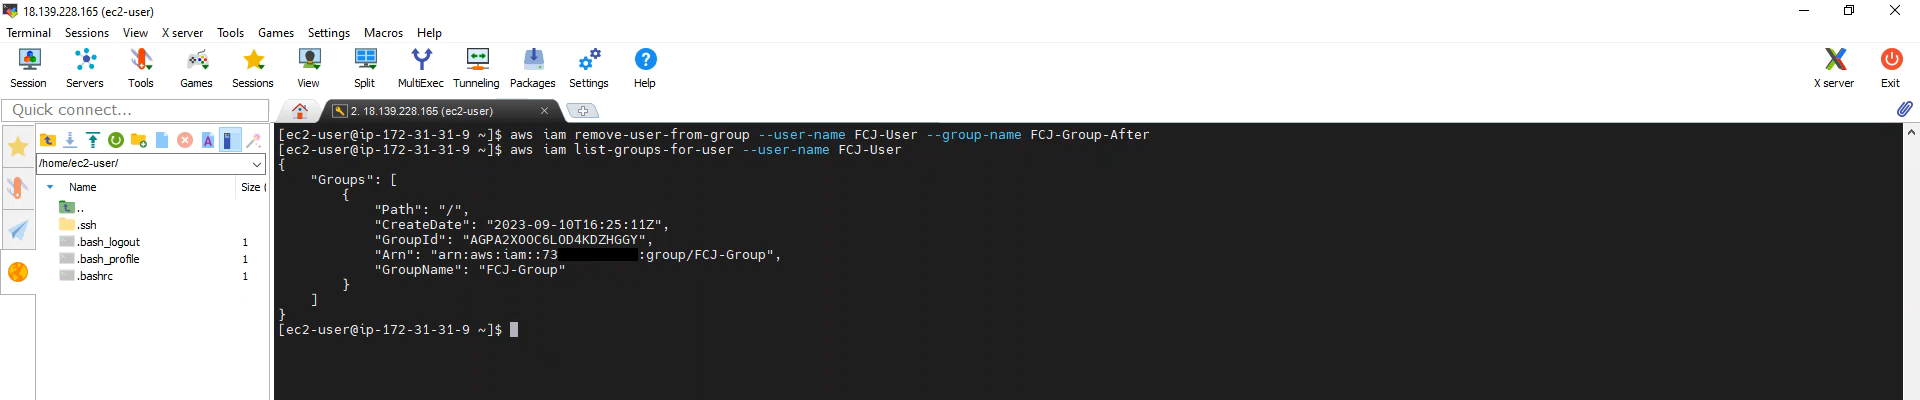 18.139.228.165 (ec2-user)
Terminal Sessions View X server Tools Games Settings Macros Help
Session Servers Tools Games Sessions View Split MultiExec Tunneling Packages Settings Help X server Exit
Quick connect...
2. 18.139.228.165 (ec2-user)
/home/ec2-user/
Name Size (
..
.ssh
.bash_logout 1
.bash_profile 1
.bashrc 1
[ec2-user@ip-172-31-31-9 ~]$ aws iam remove-user-from-group --user-name FCJ-User --group-name FCJ-Group-After
[ec2-user@ip-172-31-31-9 ~]$ aws iam list-groups-for-user --user-name FCJ-User
{
"Groups": [
{
"Path": "/",
"CreateDate": "2023-09-10T16:25:11Z",
"GroupId": "AGPA2XOOC6LOD4KDZHGGY",
"Arn": "arn:aws:iam::73 :group/FCJ-Group",
"GroupName": "FCJ-Group"
}
]
}
[ec2-user@ip-172-31-31-9 ~]$